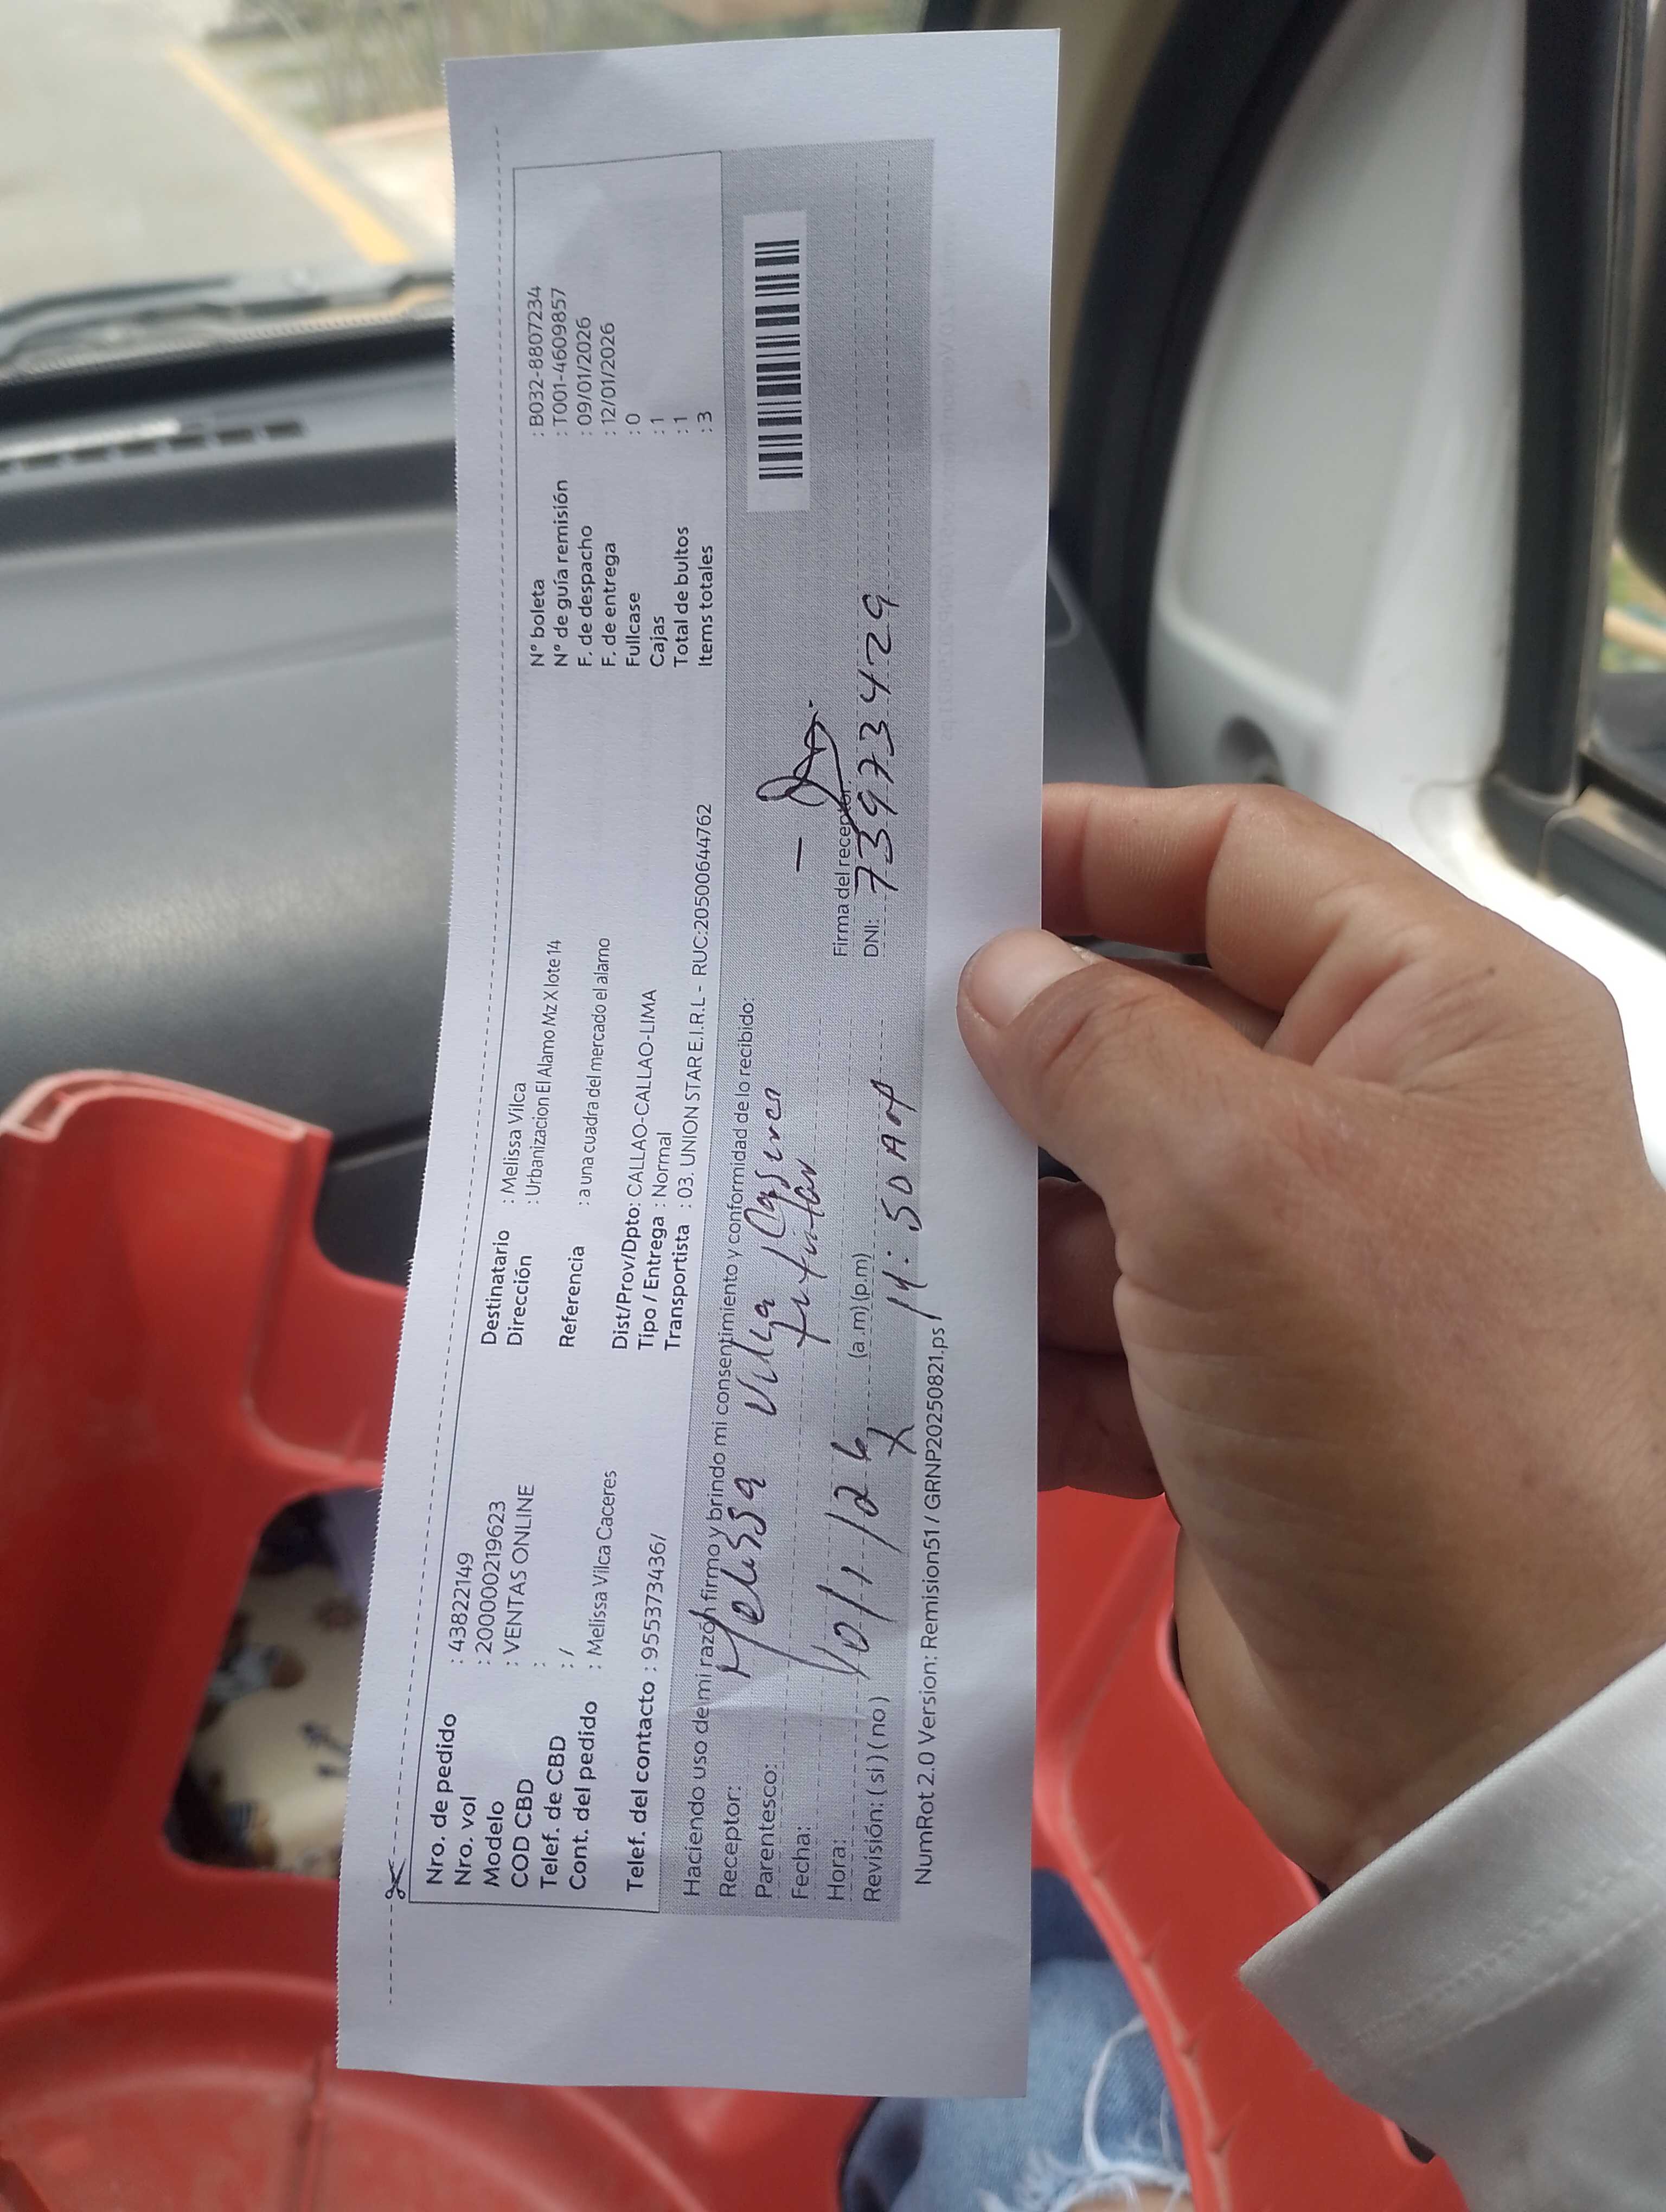 Nro. de pedido : 43822149
Nro. vol : 200000219623
Modelo : VENTAS ONLINE
COD CBD :
Telef. de CBD : /
Cont. del pedido : Melissa Vilca Caceres
Telef. del contacto : 955373436/
Destinatario : Melissa Vilca
Dirección : Urbanizacion El Alamo Mz X lote 14
Referencia : a una cuadra del mercado el alamo
Dist/Prov/Dpto: CALLAO-CALLAO-LIMA
Tipo / Entrega : Normal
Transportista : 03. UNION STAR E.I.R.L - RUC:20500644762
N° boleta : B032-8807234
N° de guía remisión : T001-4609857
F. de despacho : 09/01/2026
F. de entrega : 12/01/2026
Fullcase : 0
Cajas : 1
Total de bultos : 1
Items totales : 3
Haciendo uso de mi razón firmo y brindo mi consentimiento y conformidad de lo recibido:
Receptor: Melissa Vilca Caseres
Parentesco: titular
Fecha: 10/1/26
Hora: (a.m) (p.m) 11:50 AM
Revisión: (si) (no) X
Firma del receptor:
DNI: 73973429
NumRot 2.0 Version: Remision51 / GRNP20250821.ps